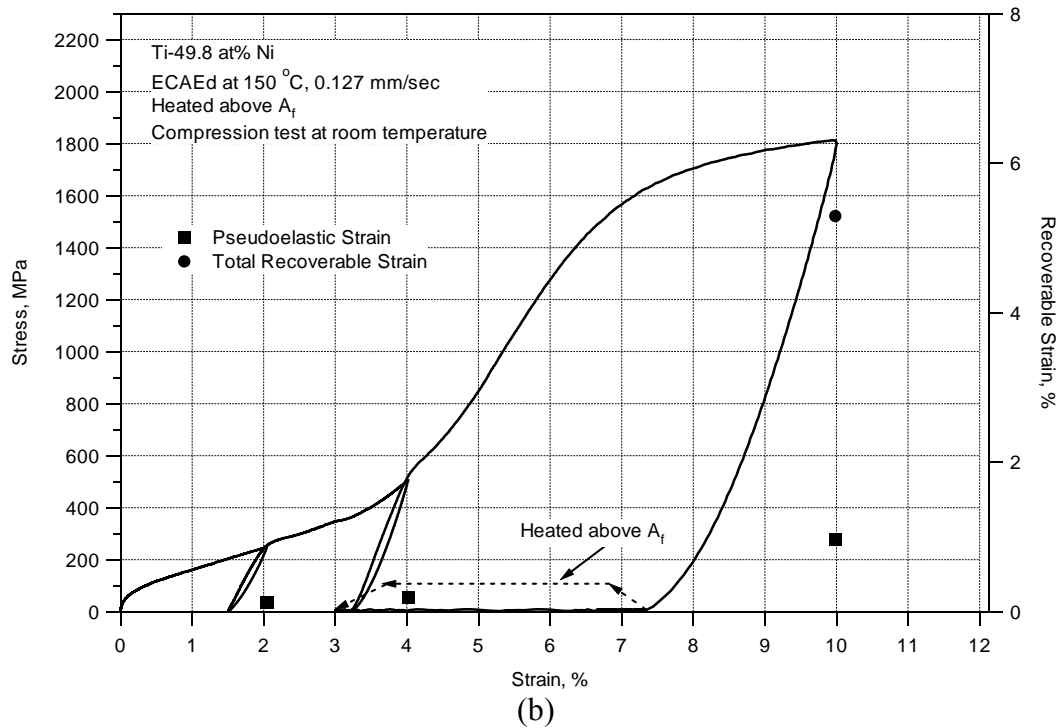 8
2200
Ti-49.8 at% Ni
ECAEd at 150 °C, 0.127 mm/sec
2000
Heated above Af
Compression test at room temperature
1800
6
1600
Pseudoelastic Strain
1400
Total Recoverable Strain
1200
4
1000
800
600
2
400
Heated above Af
200
0
0
0 1 2 3 4 5 6 7 8 9 10 11 12
Stress, MPa
Recoverable Strain, %
Strain, %
(b)